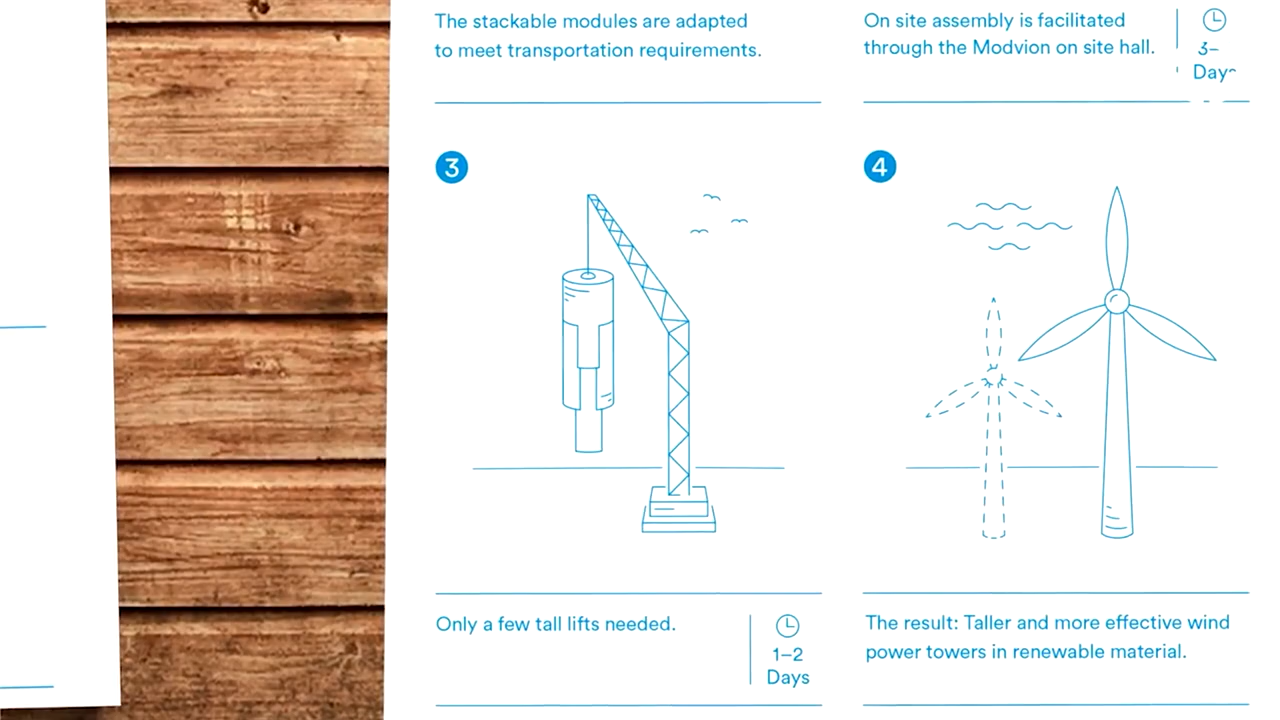 The stackable modules are adapted
to meet transportation requirements.
On site assembly is facilitated
through the Modvion on site hall.
3–
3
4
Only a few tall lifts needed.
1–2
Days
The result: Taller and more effective wind
power towers in renewable material.